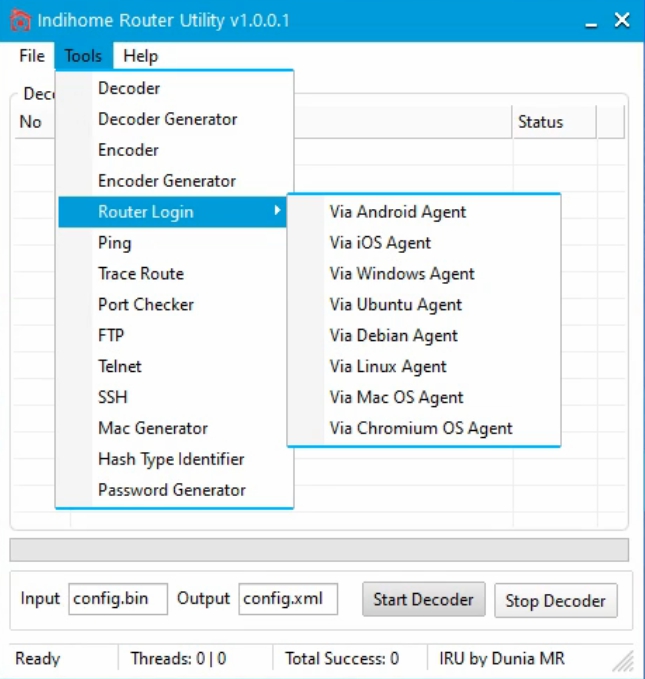 Indihome Router Utility v1.0.0.1
File Tools Help
Dec
No Status
Decoder
Decoder Generator
Encoder
Encoder Generator
Router Login
Ping
Trace Route
Port Checker
FTP
Telnet
SSH
Mac Generator
Hash Type Identifier
Password Generator
Via Android Agent
Via iOS Agent
Via Windows Agent
Via Ubuntu Agent
Via Debian Agent
Via Linux Agent
Via Mac OS Agent
Via Chromium OS Agent
Input config.bin Output config.xml Start Decoder Stop Decoder
Ready Threads: 0 | 0 Total Success: 0 IRU by Dunia MR